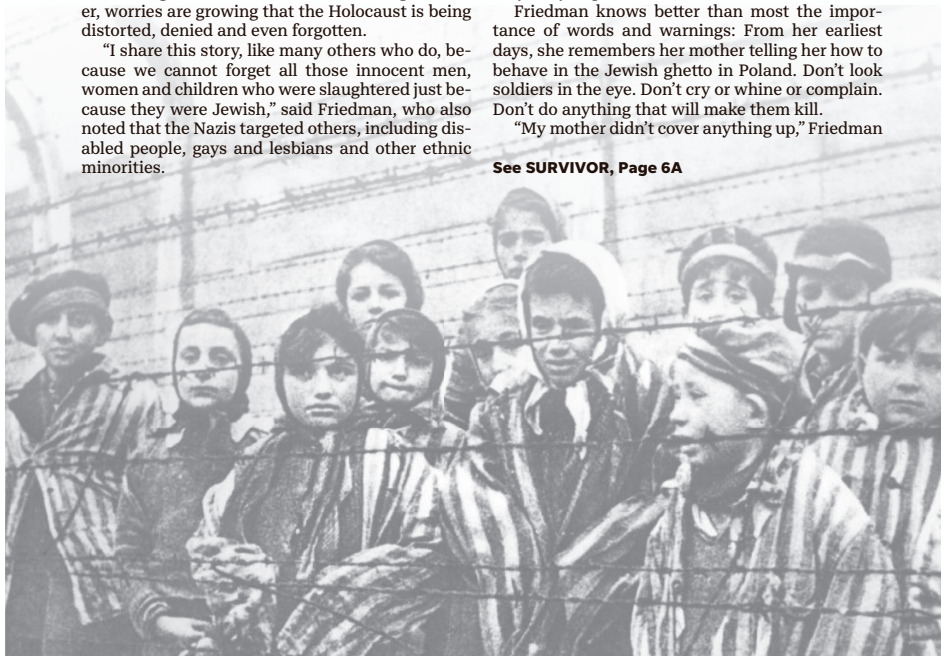 er, worries are growing that the Holocaust is being
distorted, denied and even forgotten.
“I share this story, like many others who do, be-
cause we cannot forget all those innocent men,
women and children who were slaughtered just be-
cause they were Jewish,” said Friedman, who also
noted that the Nazis targeted others, including dis-
abled people, gays and lesbians and other ethnic
minorities.
Friedman knows better than most the impor-
tance of words and warnings: From her earliest
days, she remembers her mother telling her how to
behave in the Jewish ghetto in Poland. Don’t look
soldiers in the eye. Don’t cry or whine or complain.
Don’t do anything that will make them kill.
“My mother didn’t cover anything up,” Friedman
See SURVIVOR, Page 6A